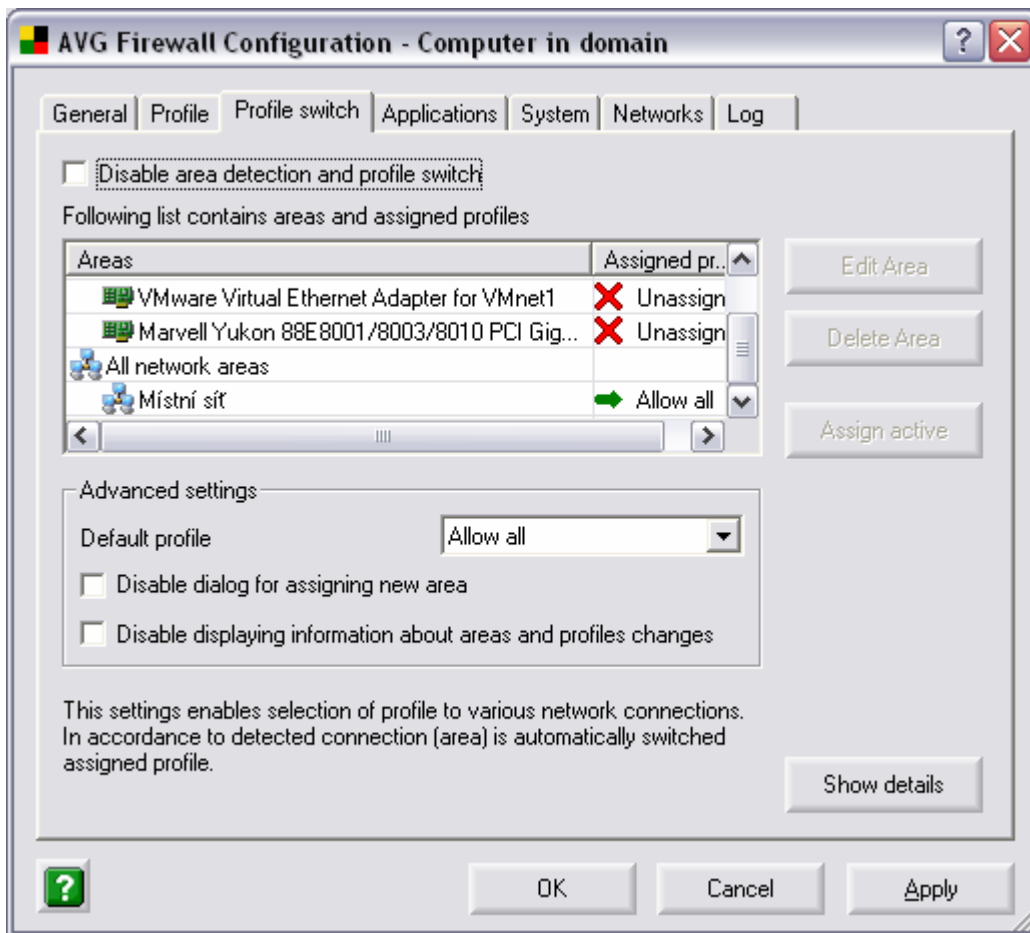 AVG Firewall Configuration - Computer in domain
?
General Profile Profile switch Applications System Networks Log
Disable area detection and profile switch
Following list contains areas and assigned profiles
Areas Assigned pr...
VMware Virtual Ethernet Adapter for VMnet1 Unassign
Marvell Yukon 88E8001/8003/8010 PCI Gig... Unassign
All network areas
Místní síť Allow all
Edit Area
Delete Area
Assign active
Advanced settings
Default profile Allow all
Disable dialog for assigning new area
Disable displaying information about areas and profiles changes
This settings enables selection of profile to various network connections.
In accordance to detected connection (area) is automatically switched
assigned profile.
Show details
?
OK Cancel Apply